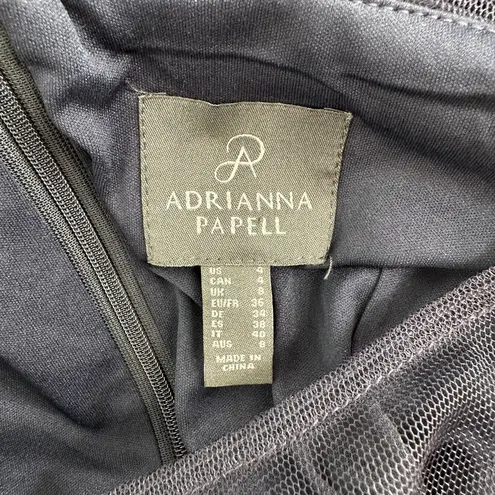 ADRIANNA
PAPELL
US 4
CAN 4
UK 8
EU/FR 36
DE 34
ES 38
IT 40
AUS 8
MADE IN
CHINA